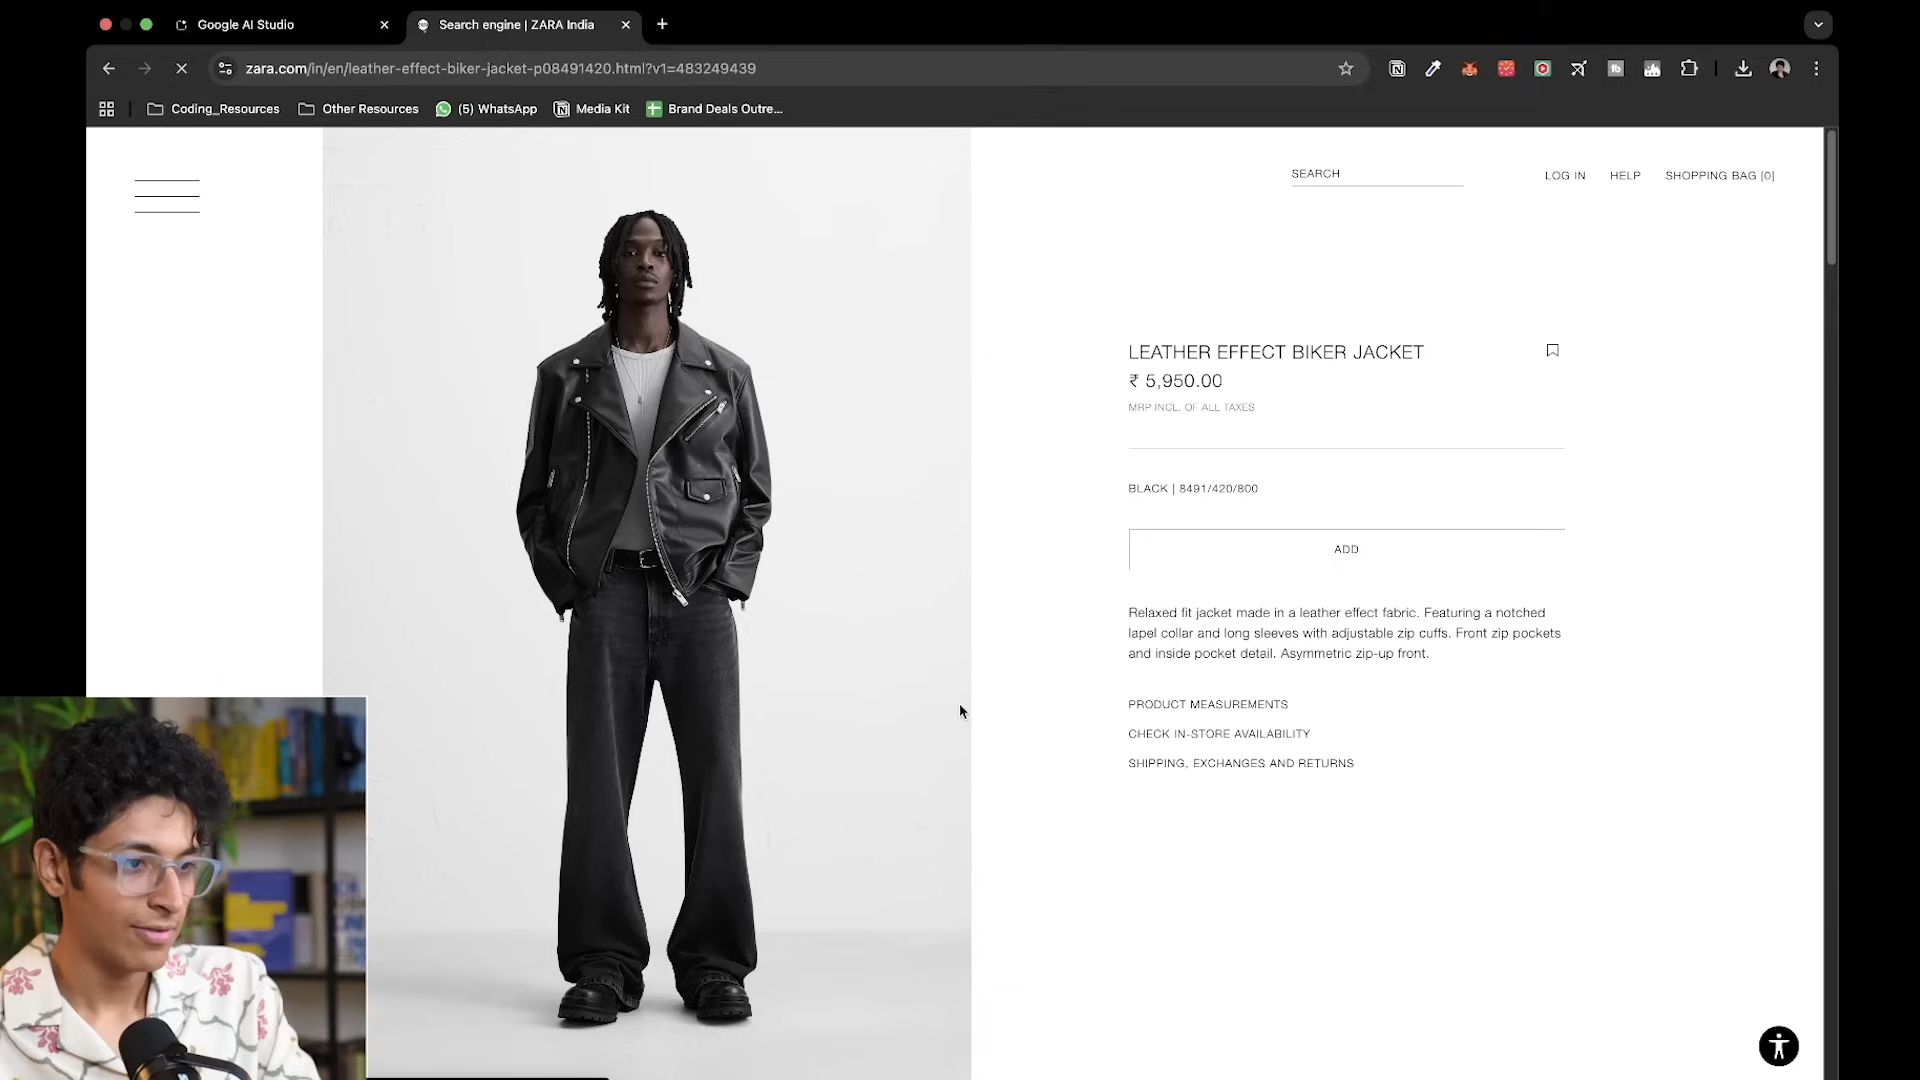 Google AI Studio
Search engine | ZARA India
zara.com/in/en/leather-effect-biker-jacket-p08491420.html?v1=483249439
Coding_Resources
Other Resources
(5) WhatsApp
Media Kit
Brand Deals Outre...
SEARCH
LOG IN
HELP
SHOPPING BAG [0]
LEATHER EFFECT BIKER JACKET
₹ 5,950.00
MRP INCL. OF ALL TAXES
BLACK | 8491/420/800
ADD
Relaxed fit jacket made in a leather effect fabric. Featuring a notched
lapel collar and long sleeves with adjustable zip cuffs. Front zip pockets
and inside pocket detail. Asymmetric zip-up front.
PRODUCT MEASUREMENTS
CHECK IN-STORE AVAILABILITY
SHIPPING, EXCHANGES AND RETURNS